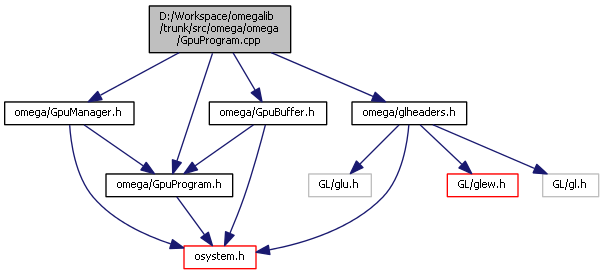 D:/Workspace/omegalib
/trunk/src/omega/omega
/GpuProgram.cpp
omega/GpuManager.h
omega/GpuBuffer.h
omega/glheaders.h
omega/GpuProgram.h
GL/glu.h
GL/glew.h
GL/gl.h
osystem.h